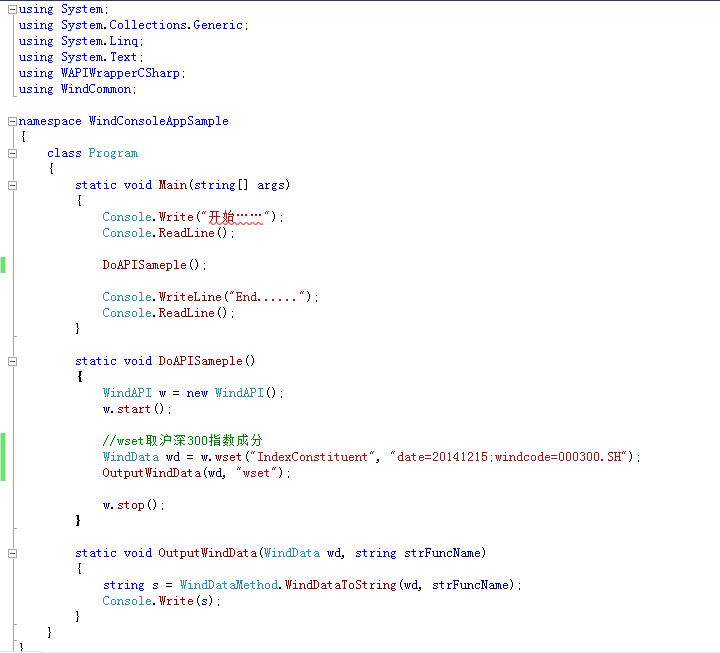 using System;
using System.Collections.Generic;
using System.Linq;
using System.Text;
using WAPIWrapperCSharp;
using WindCommon;
namespace WindConsoleAppSample
{
class Program
{
static void Main(string[] args)
{
Console.Write("开始……");
Console.ReadLine();
DoAPISameple();
Console.WriteLine("End......");
Console.ReadLine();
}
static void DoAPISameple()
{
WindAPI w = new WindAPI();
w.start();
//wset取沪深300指数成分
WindData wd = w.wset("IndexConstituent", "date=20141215;windcode=000300.SH");
OutputWindData(wd, "wset");
w.stop();
}
static void OutputWindData(WindData wd, string strFuncName)
{
string s = WindDataMethod.WindDataToString(wd, strFuncName);
Console.Write(s);
}
}
}